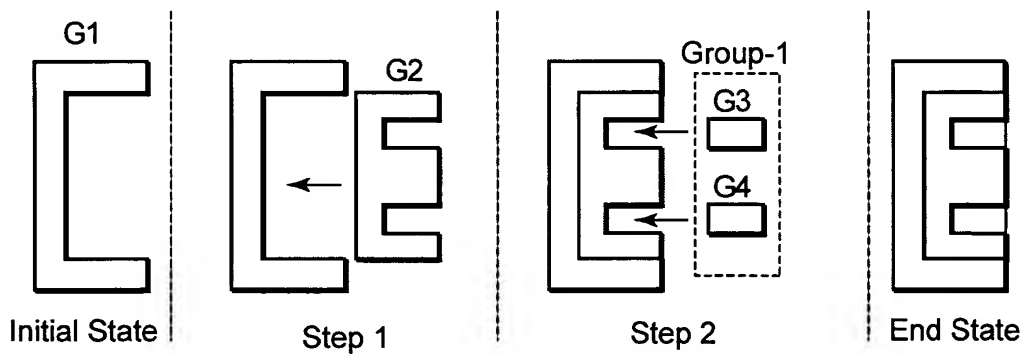 G1
G2
Group-1
G3
G4
Initial State
Step 1
Step 2
End State